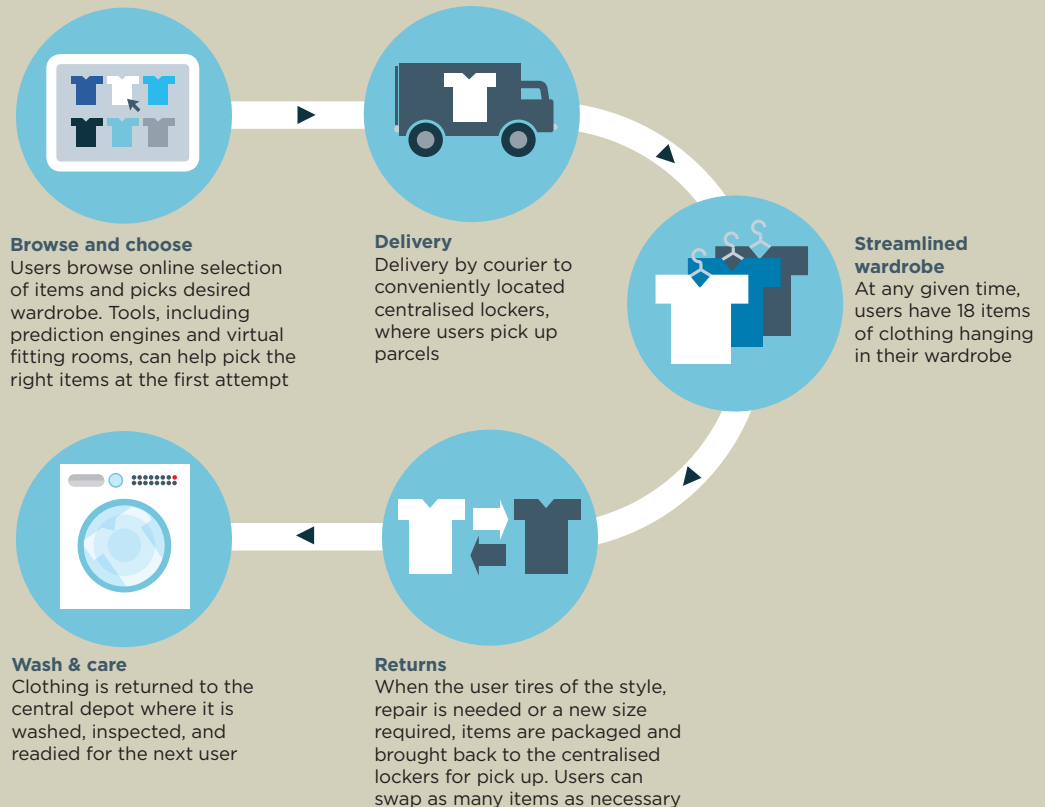 Browse and choose
Users browse online selection
of items and picks desired
wardrobe. Tools, including
prediction engines and virtual
fitting rooms, can help pick the
right items at the first attempt
Delivery
Delivery by courier to
conveniently located
centralised lockers,
where users pick up
parcels
Streamlined
wardrobe
At any given time,
users have 18 items
of clothing hanging
in their wardrobe
Wash & care
Clothing is returned to the
central depot where it is
washed, inspected, and
readied for the next user
Returns
When the user tires of the style,
repair is needed or a new size
required, items are packaged and
brought back to the centralised
lockers for pick up. Users can
swap as many items as necessary